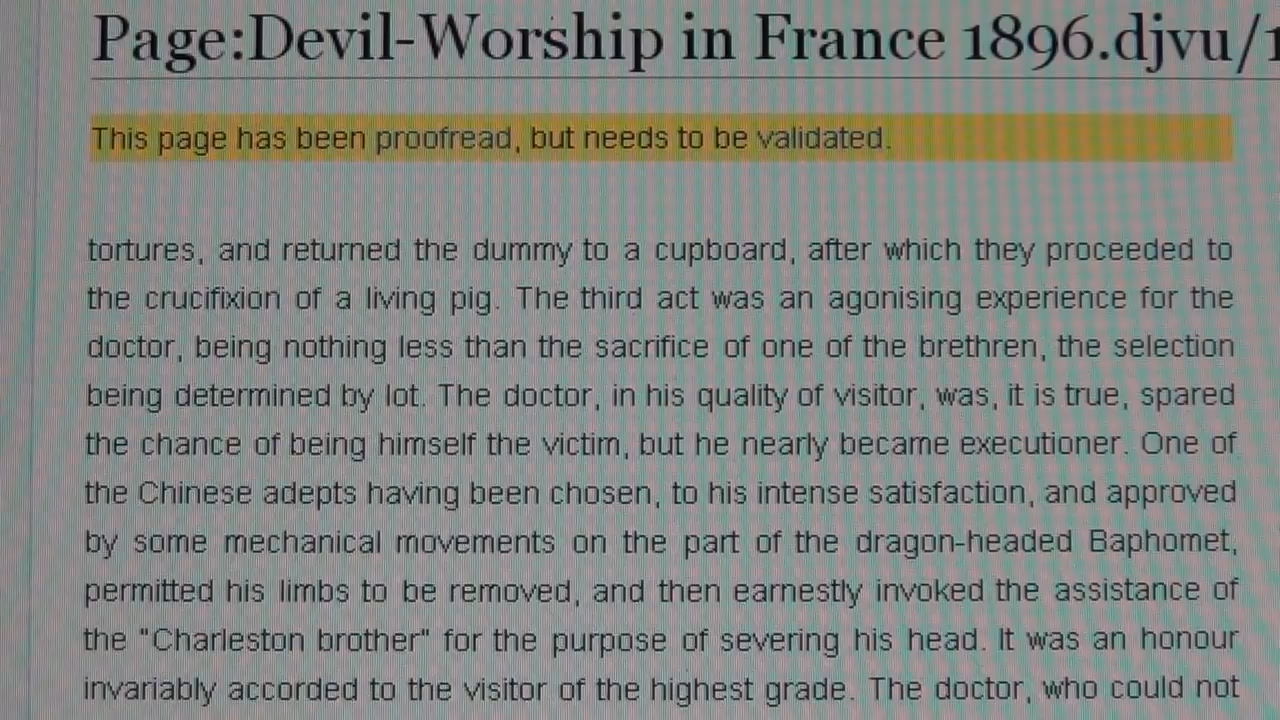 Page:Devil-Worship in France 1896.djvu/1
This page has been proofread, but needs to be validated.
tortures, and returned the dummy to a cupboard, after which they proceeded to
the crucifixion of a living pig. The third act was an agonising experience for the
doctor, being nothing less than the sacrifice of one of the brethren, the selection
being determined by lot. The doctor, in his quality of visitor, was, it is true, spared
the chance of being himself the victim, but he nearly became executioner. One of
the Chinese adepts having been chosen, to his intense satisfaction, and approved
by some mechanical movements on the part of the dragon-headed Baphomet,
permitted his limbs to be removed, and then earnestly invoked the assistance of
the "Charleston brother" for the purpose of severing his head. It was an honour
invariably accorded to the visitor of the highest grade. The doctor, who could not